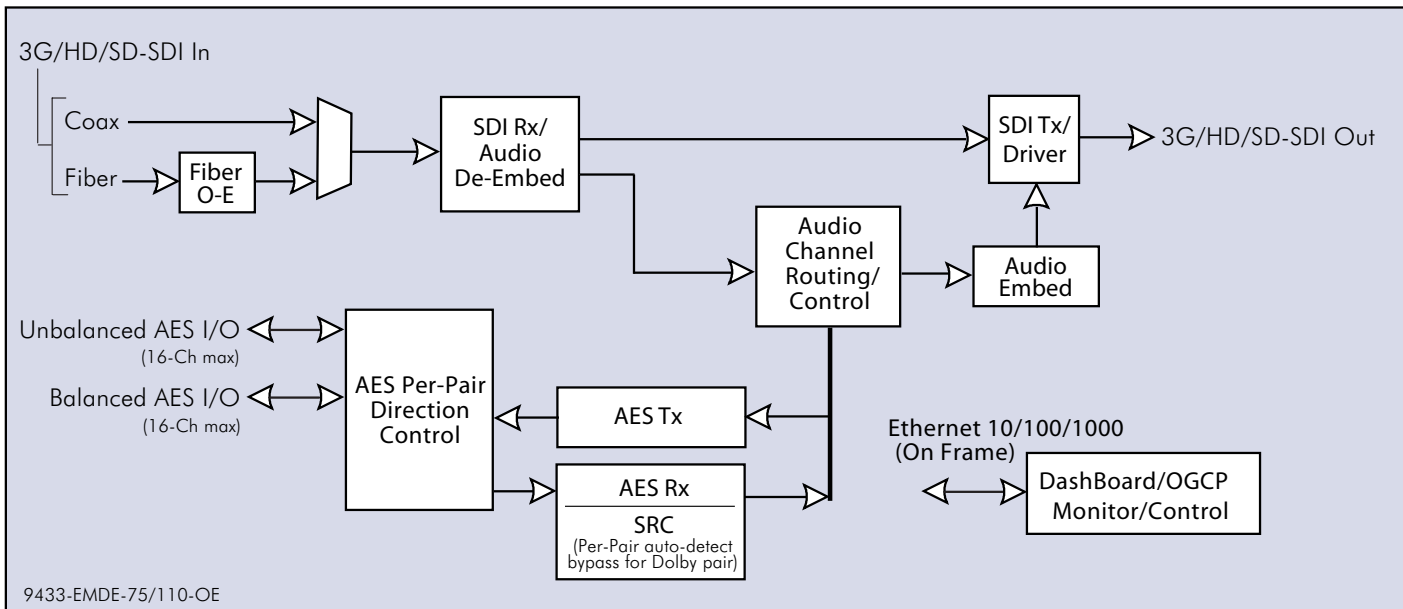 3G/HD/SD-SDI In
Coax
Fiber
Fiber
O-E
SDI Rx/
Audio
De-Embed
SDI Tx/
Driver
3G/HD/SD-SDI Out
Audio
Channel
Routing/
Control
Audio
Embed
Unbalanced AES I/O
(16-Ch max)
Balanced AES I/O
(16-Ch max)
AES Per-Pair
Direction
Control
AES Tx
AES Rx
SRC
(Per-Pair auto-detect
bypass for Dolby pair)
Ethernet 10/100/1000
(On Frame)
DashBoard/OGCP
Monitor/Control
9433-EMDE-75/110-OE